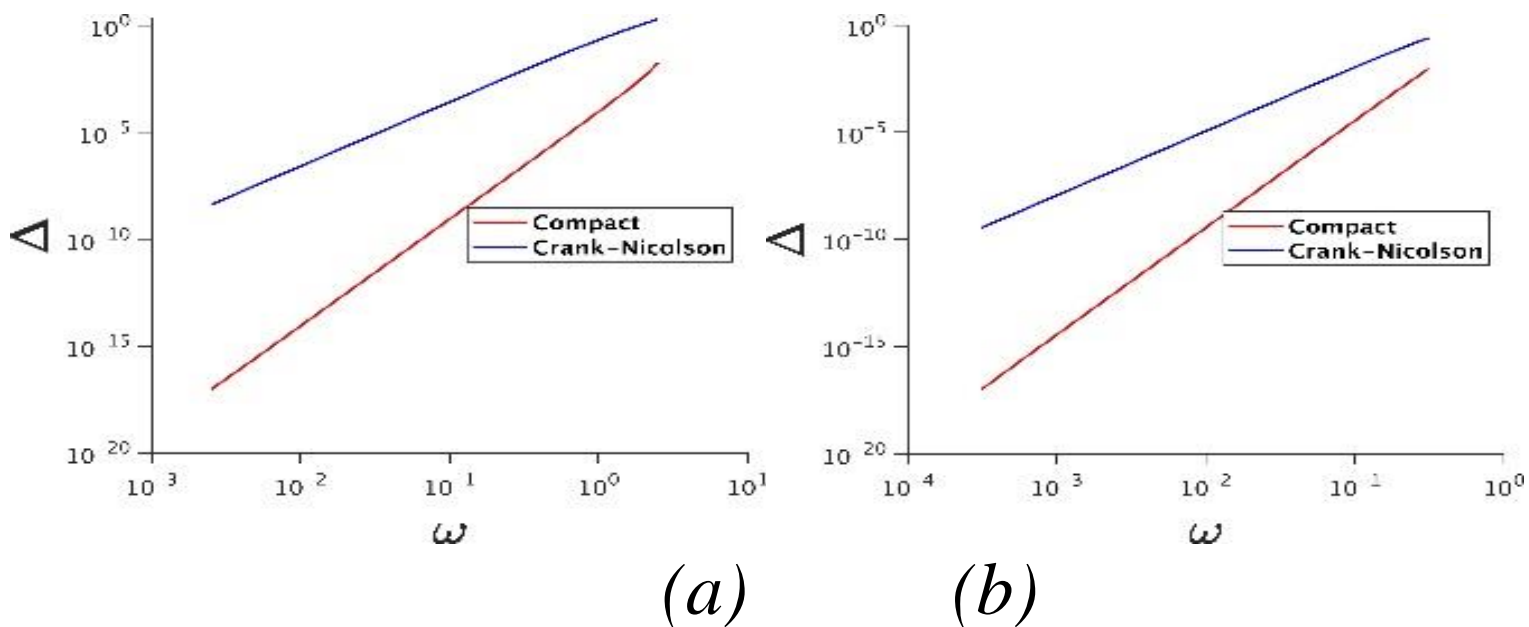 10^0 10^0
10^5 10^-5
Δ 10^10 Δ 10^-10
Compact Compact
Crank-Nicolson Crank-Nicolson
10^15 10^-15
10^20 10^-20
10^3 10^2 10^1 10^0 10^1 10^4 10^3 10^2 10^1 10^0
ω ω
(a) (b)